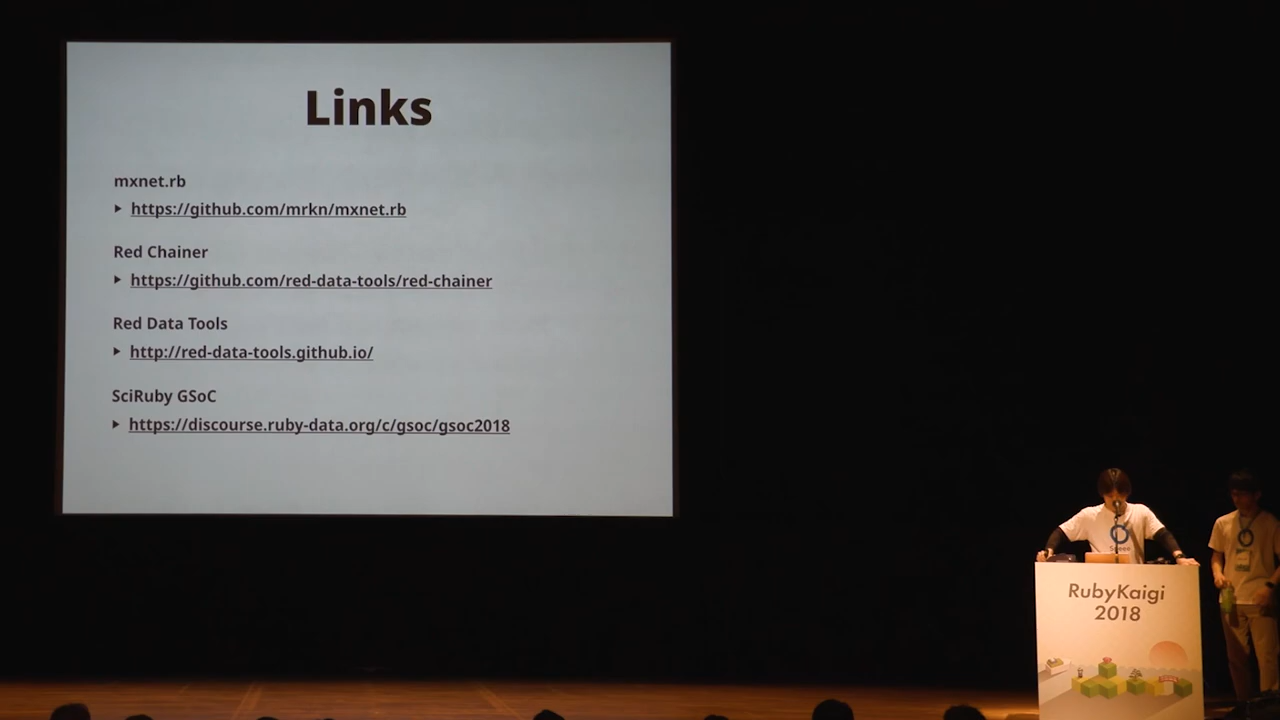 Links
mxnet.rb
https://github.com/mrkn/mxnet.rb
Red Chainer
https://github.com/red-data-tools/red-chainer
Red Data Tools
http://red-data-tools.github.io/
SciRuby GSoC
https://discourse.ruby-data.org/c/gsoc/gsoc2018
RubyKaigi
2018